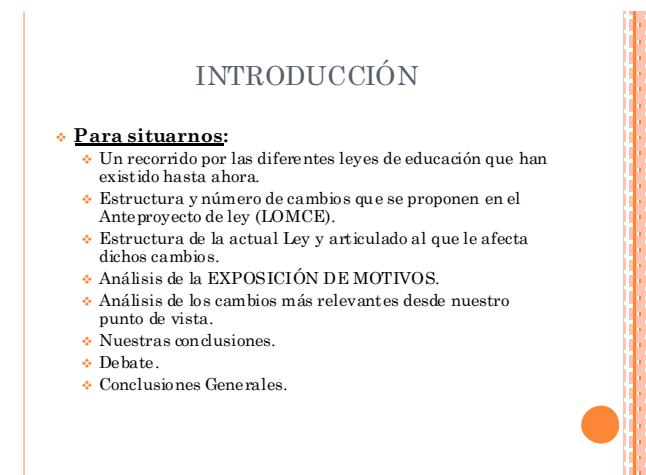 INTRODUCCIÓN
Para situarnos:
Un recorrido por las diferentes leyes de educación que han
existido hasta ahora.
Estructura y número de cambios que se proponen en el
Anteproyecto de ley (LOMCE).
Estructura de la actual Ley y articulado al que le afecta
dichos cambios.
Análisis de la EXPOSICIÓN DE MOTIVOS.
Análisis de los cambios más relevantes desde nuestro
punto de vista.
Nuestras conclusiones.
Debate.
Conclusiones Generales.